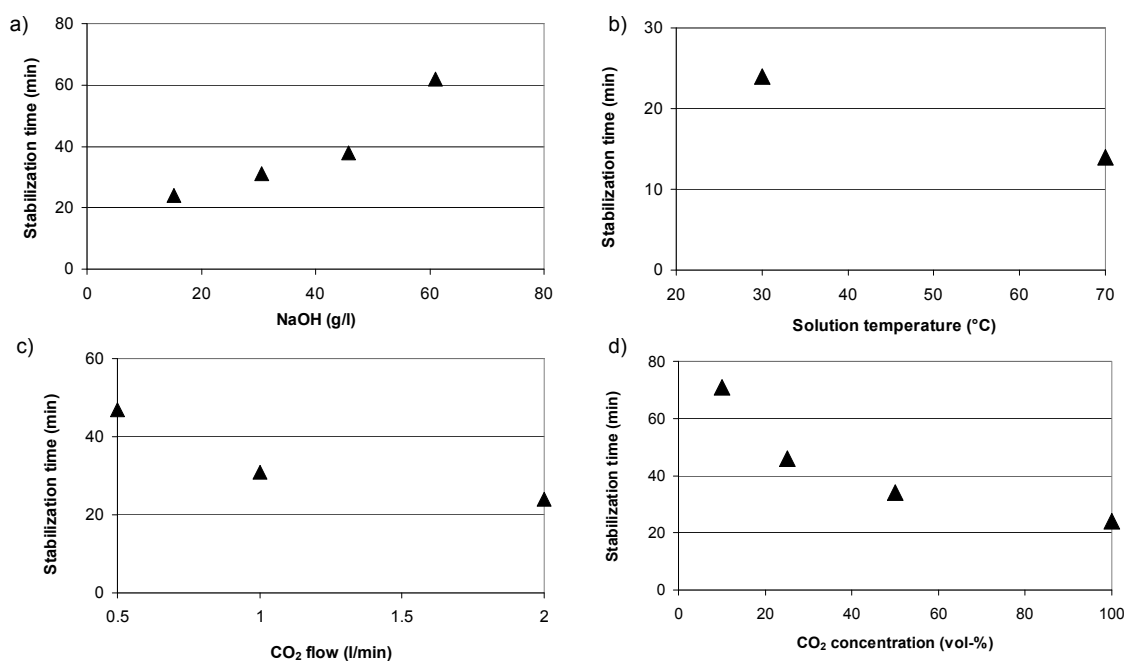 a)
80
60
40
20
0
Stabilization time (min)
0 20 40 60 80
NaOH (g/l)
b)
30
20
10
0
Stabilization time (min)
20 30 40 50 60 70
Solution temperature (°C)
c)
60
40
20
0
Stabilization time (min)
0.5 1 1.5 2
CO₂ flow (l/min)
d)
80
60
40
20
0
Stabilization time (min)
0 20 40 60 80 100
CO₂ concentration (vol-%)